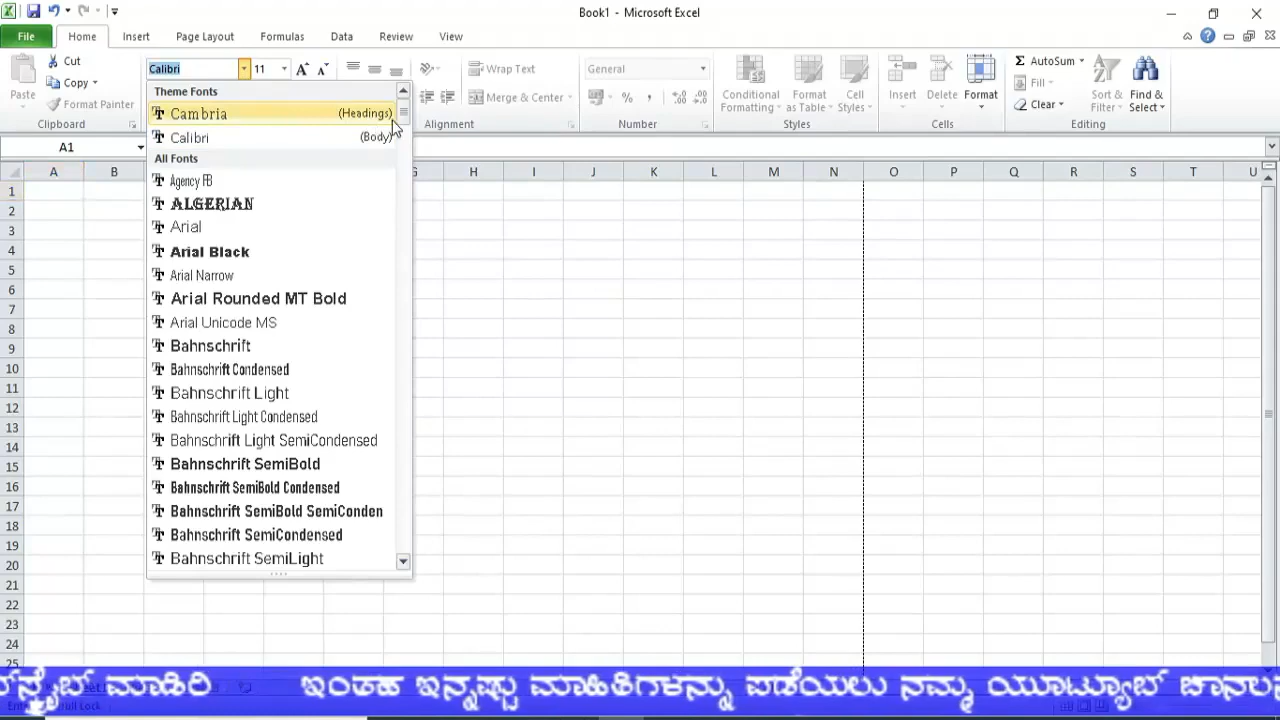 Book1 - Microsoft Excel
File Home Insert Page Layout Formulas Data Review View
Cut
Copy
Format Painter
Paste
Clipboard
Calibri 11
Wrap Text
Merge & Center
Alignment
General
Number
Conditional Formatting
Format as Table
Cell Styles
Styles
Insert Delete Format
Cells
AutoSum
Fill
Clear
Sort & Filter
Find & Select
Editing
A1
Theme Fonts
Cambria (Headings)
Calibri (Body)
All Fonts
Agency FB
ALGERIAN
Arial
Arial Black
Arial Narrow
Arial Rounded MT Bold
Arial Unicode MS
Bahnschrift
Bahnschrift Condensed
Bahnschrift Light
Bahnschrift Light Condensed
Bahnschrift Light SemiCondensed
Bahnschrift SemiBold
Bahnschrift SemiBold Condensed
Bahnschrift SemiBold SemiConden
Bahnschrift SemiCondensed
Bahnschrift SemiLight
A B G H I J K L M N O P Q R S T U
1
2
3
4
5
6
7
8
9
10
11
12
13
14
15
16
17
18
19
20
21
22
23
24
25
ಇಂತಹ